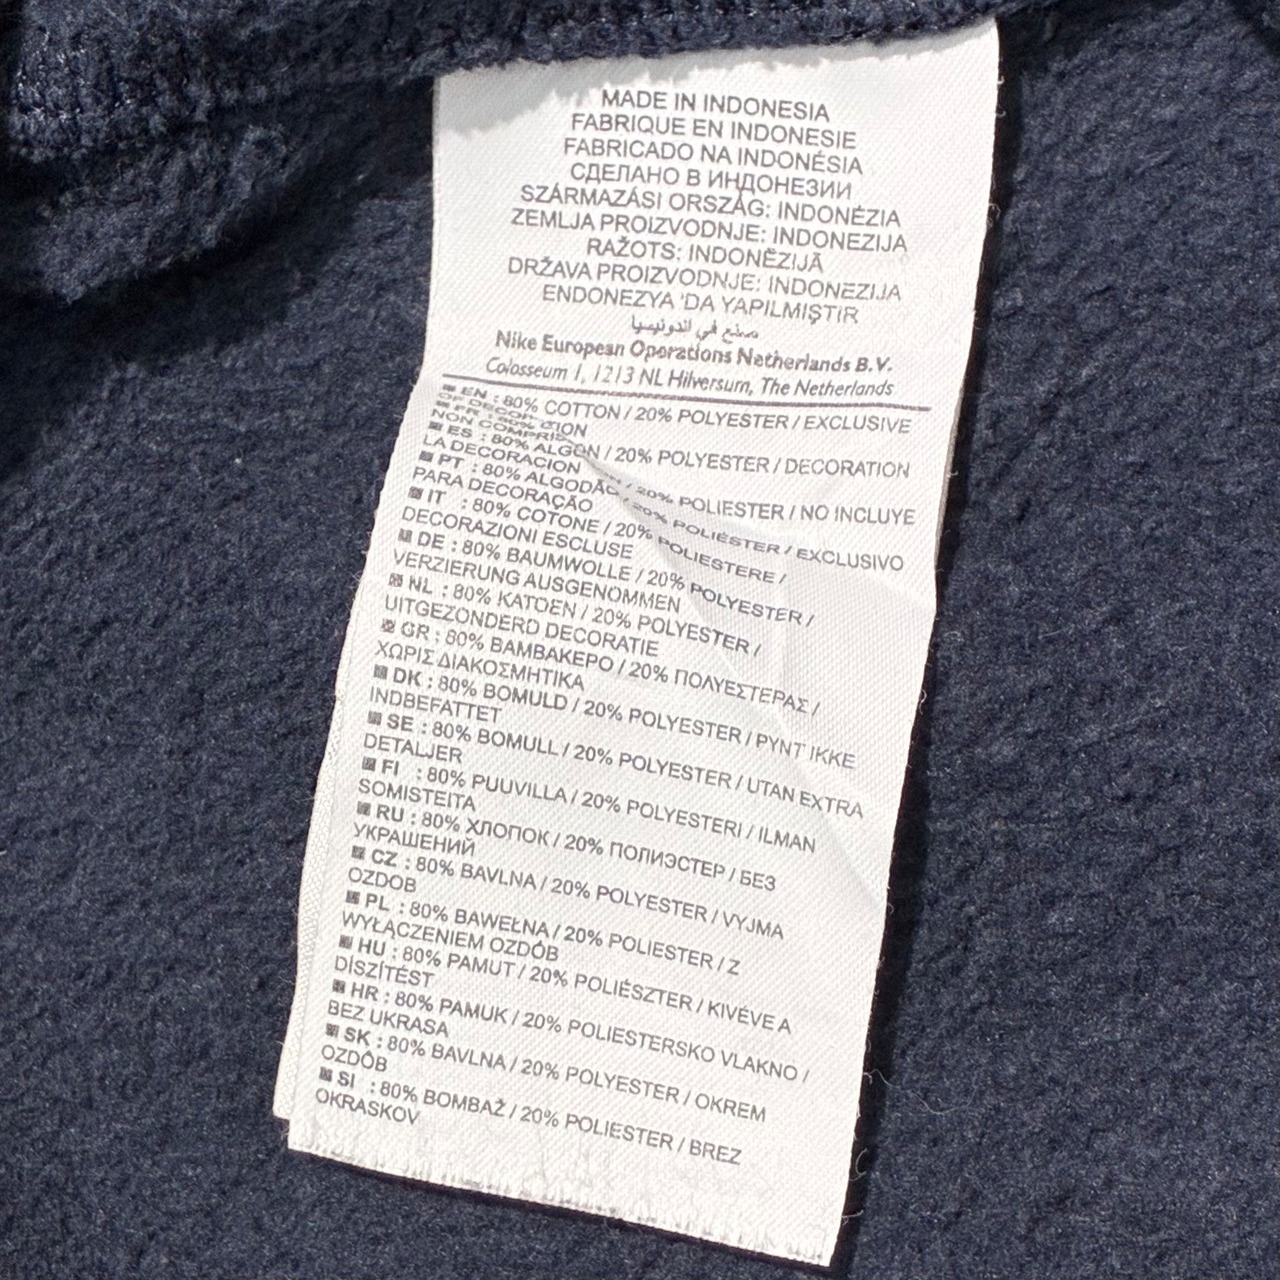 MADE IN INDONESIA
FABRIQUE EN INDONESIE
FABRICADO NA INDONÉSIA
СДЕЛАНО В ИНДОНЕЗИИ
SZÁRMAZÁSI ORSZÁG: INDONÉZIA
ZEMLJA PROIZVODNJE: INDONEZIJA
RAŽOTS: INDONĒZIJĀ
DRŽAVA PROIZVODNJE: INDONEZIJA
ENDONEZYA 'DA YAPILMIŞTIR
صنع في اندونيسيا
Nike European Operations Netherlands B.V.
Colosseum 1, 1213 NL Hilversum, The Netherlands
EN : 80% COTTON / 20% POLYESTER / EXCLUSIVE
OF DECORATION
FR : 80% / 20% POLYESTER / DECORATION
NON COMPRISE
ES : 80% ALGON / 20% POLIESTER / NO INCLUYE
LA DECORACION
PT : 80% ALGODÃO / 20% POLIÉSTER / EXCLUSIVO
PARA DECORAÇÃO
IT : 80% COTONE / 20% POLIESTERE /
DECORAZIONI ESCLUSE
DE : 80% BAUMWOLLE / 20% POLYESTER /
VERZIERUNG AUSGENOMMEN
NL : 80% KATOEN / 20% POLYESTER /
UITGEZONDERD DECORATIE
GR : 80% ΒΑΜΒΑΚΕΡΟ / 20% ΠΟΛΥΕΣΤΕΡΑΣ /
ΧΩΡΙΣ ΔΙΑΚΟΣΜΗΤΙΚΑ
DK : 80% BOMULD / 20% POLYESTER / PYNT IKKE
INDBEFATTET
SE : 80% BOMULL / 20% POLYESTER / UTAN EXTRA
DETALJER
FI : 80% PUUVILLA / 20% POLYESTERI / ILMAN
SOMISTEITA
RU : 80% ХЛОПОК / 20% ПОЛИЭСТЕР / БЕЗ
УКРАШЕНИЙ
CZ : 80% BAVLNA / 20% POLYESTER / VYJMA
OZDOB
PL : 80% BAWEŁNA / 20% POLIESTER / Z
WYŁĄCZENIEM OZDÓB
HU : 80% PAMUT / 20% POLIÉSZTER / KIVÉVE A
DÍSZÍTÉST
HR : 80% PAMUK / 20% POLIESTERSKO VLAKNO /
BEZ UKRASA
SK : 80% BAVLNA / 20% POLYESTER / OKREM
OZDÔB
SI : 80% BOMBAŽ / 20% POLIESTER / BREZ
OKRASKOV